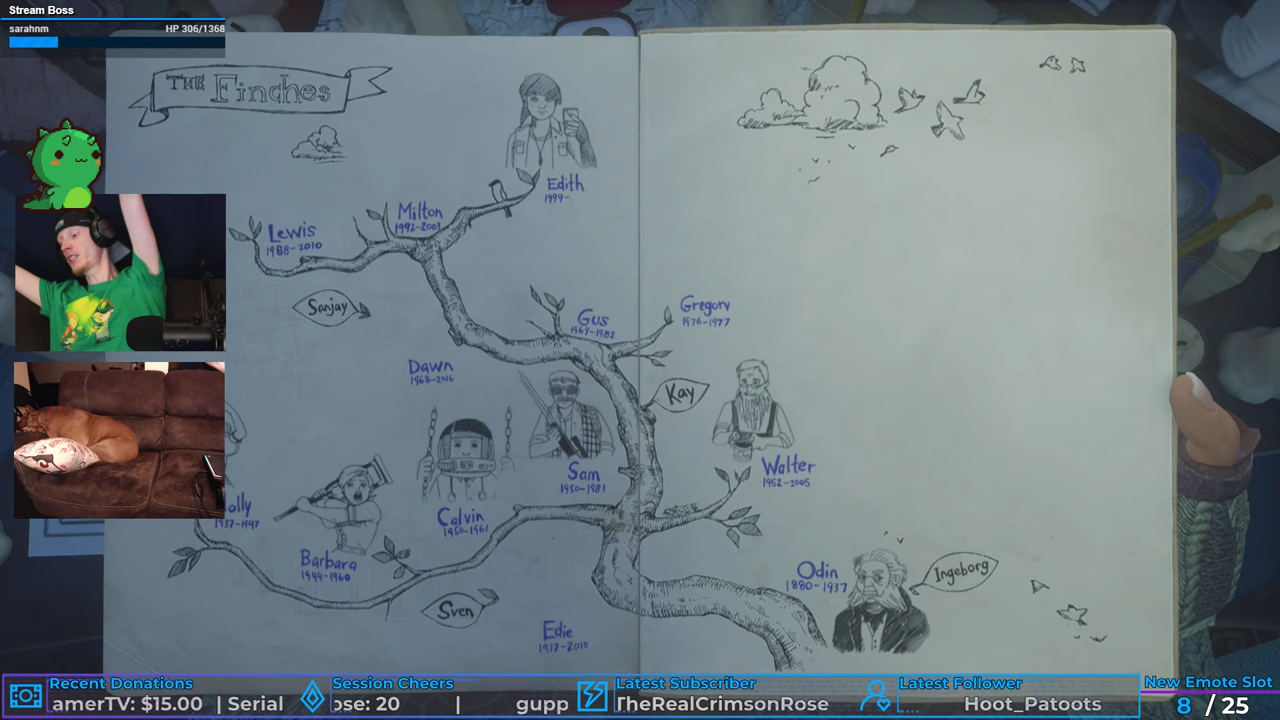 Stream Boss
sarahnm
HP 306/1368
THE Finches
Edith
1999-
Milton
1992-2003
Lewis
1988-2010
Sanjay
Gus
1969-1982
Gregory
1976-1977
Dawn
1968-2016
Kay
Sam
1950-1983
Walter
1952-2005
Calvin
1950-1961
olly
1937-1947
Barbara
1944-1960
Sven
Edie
1917-2010
Odin
1880-1937
Ingeborg
Recent Donations
amerTV: $15.00 | Serial
Session Cheers
ose: 20 | gupp
Latest Subscriber
TheRealCrimsonRose
Latest Follower
Hoot_Patoots
New Emote Slot
8 / 25